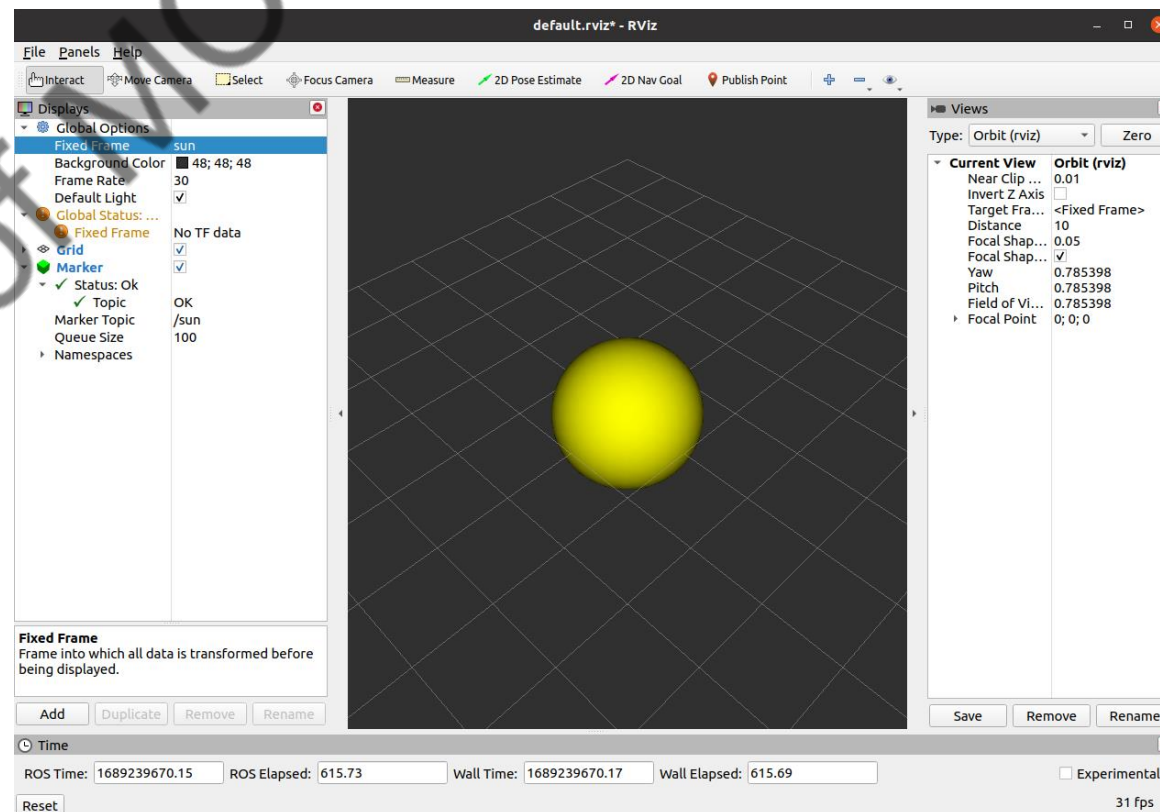 default.rviz* - RViz
File Panels Help
Interact Move Camera Select Focus Camera Measure 2D Pose Estimate 2D Nav Goal Publish Point
Displays
Global Options
Fixed Frame sun
Background Color 48; 48; 48
Frame Rate 30
Default Light
Global Status: ...
Fixed Frame No TF data
Grid
Marker
Status: Ok
Topic OK
Marker Topic /sun
Queue Size 100
Namespaces
Fixed Frame
Frame into which all data is transformed before
being displayed.
Add Duplicate Remove Rename
Views
Type: Orbit (rviz) Zero
Current View Orbit (rviz)
Near Clip ... 0.01
Invert Z Axis
Target Fra... <Fixed Frame>
Distance 10
Focal Shap... 0.05
Focal Shap...
Yaw 0.785398
Pitch 0.785398
Field of Vi... 0.785398
Focal Point 0; 0; 0
Save Remove Rename
Time
ROS Time: 1689239670.15 ROS Elapsed: 615.73 Wall Time: 1689239670.17 Wall Elapsed: 615.69 Experimental
Reset 31 fps